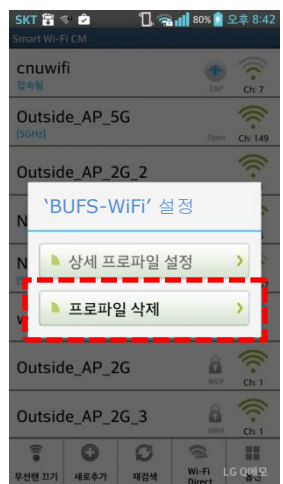 SKT 80% 오후 8:42
Smart Wi-Fi CM
cnuwifi
접속됨 EAP Ch: 7
Outside_AP_5G
[5GHz] Open Ch: 149
Outside_AP_2G_2
'BUFS-WiFi' 설정
N
상세 프로파일 설정
N
프로파일 삭제
Outside_AP_2G
WEP Ch: 1
Outside_AP_2G_3
WPA Ch: 1
무선랜 끄기 새로추가 재검색 Wi-Fi Direct LG Q메모